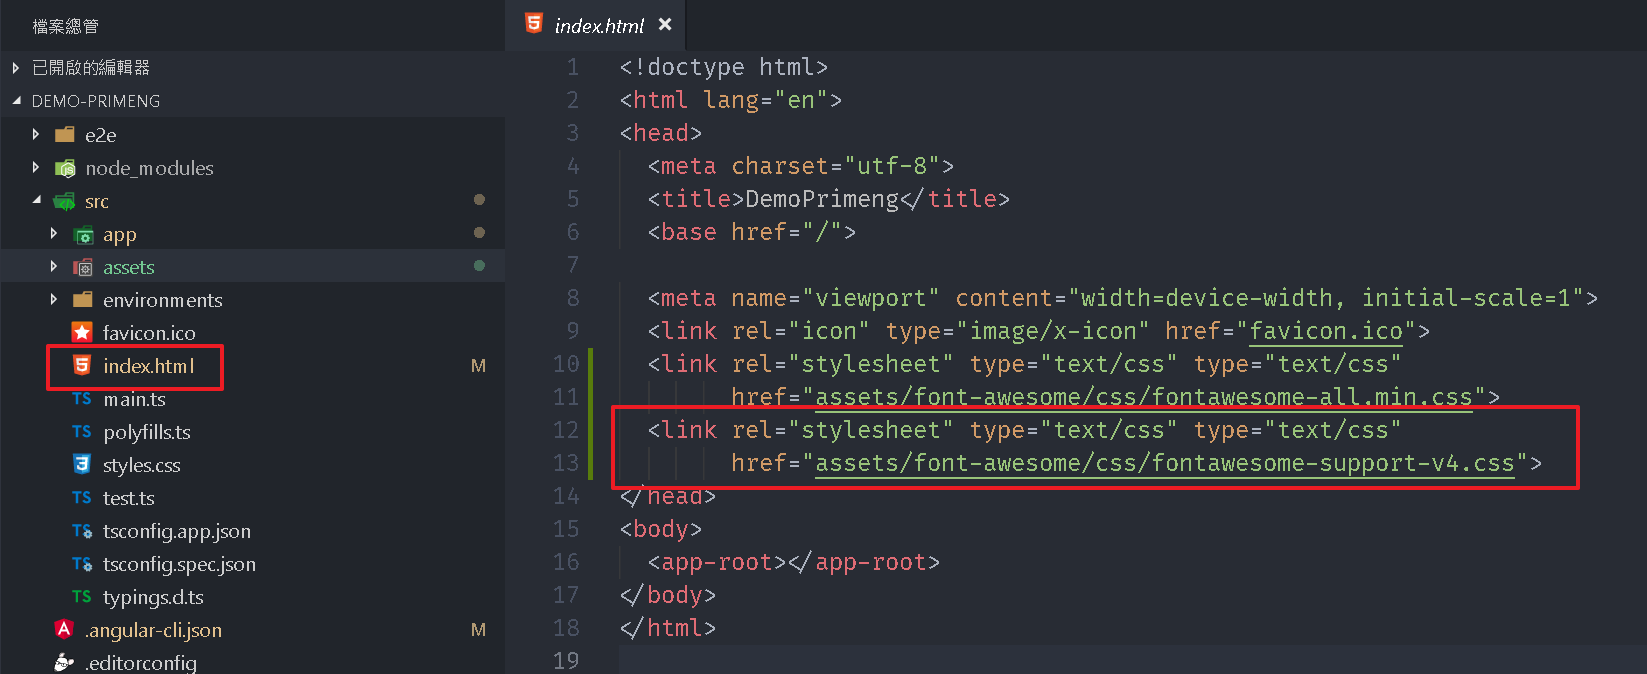 檔案總管
已開啟的編輯器
DEMO-PRIMENG
e2e
node_modules
src
app
assets
environments
favicon.ico
index.html M
main.ts
polyfills.ts
styles.css
test.ts
tsconfig.app.json
tsconfig.spec.json
typings.d.ts
.angular-cli.json M
.editorconfig
index.html ×
1 <!doctype html>
2 <html lang="en">
3 <head>
4 <meta charset="utf-8">
5 <title>DemoPrimeng</title>
6 <base href="/">
7
8 <meta name="viewport" content="width=device-width, initial-scale=1">
9 <link rel="icon" type="image/x-icon" href="favicon.ico">
10 <link rel="stylesheet" type="text/css" type="text/css"
11 href="assets/font-awesome/css/fontawesome-all.min.css">
12 <link rel="stylesheet" type="text/css" type="text/css"
13 href="assets/font-awesome/css/fontawesome-support-v4.css">
14 </head>
15 <body>
16 <app-root></app-root>
17 </body>
18 </html>
19